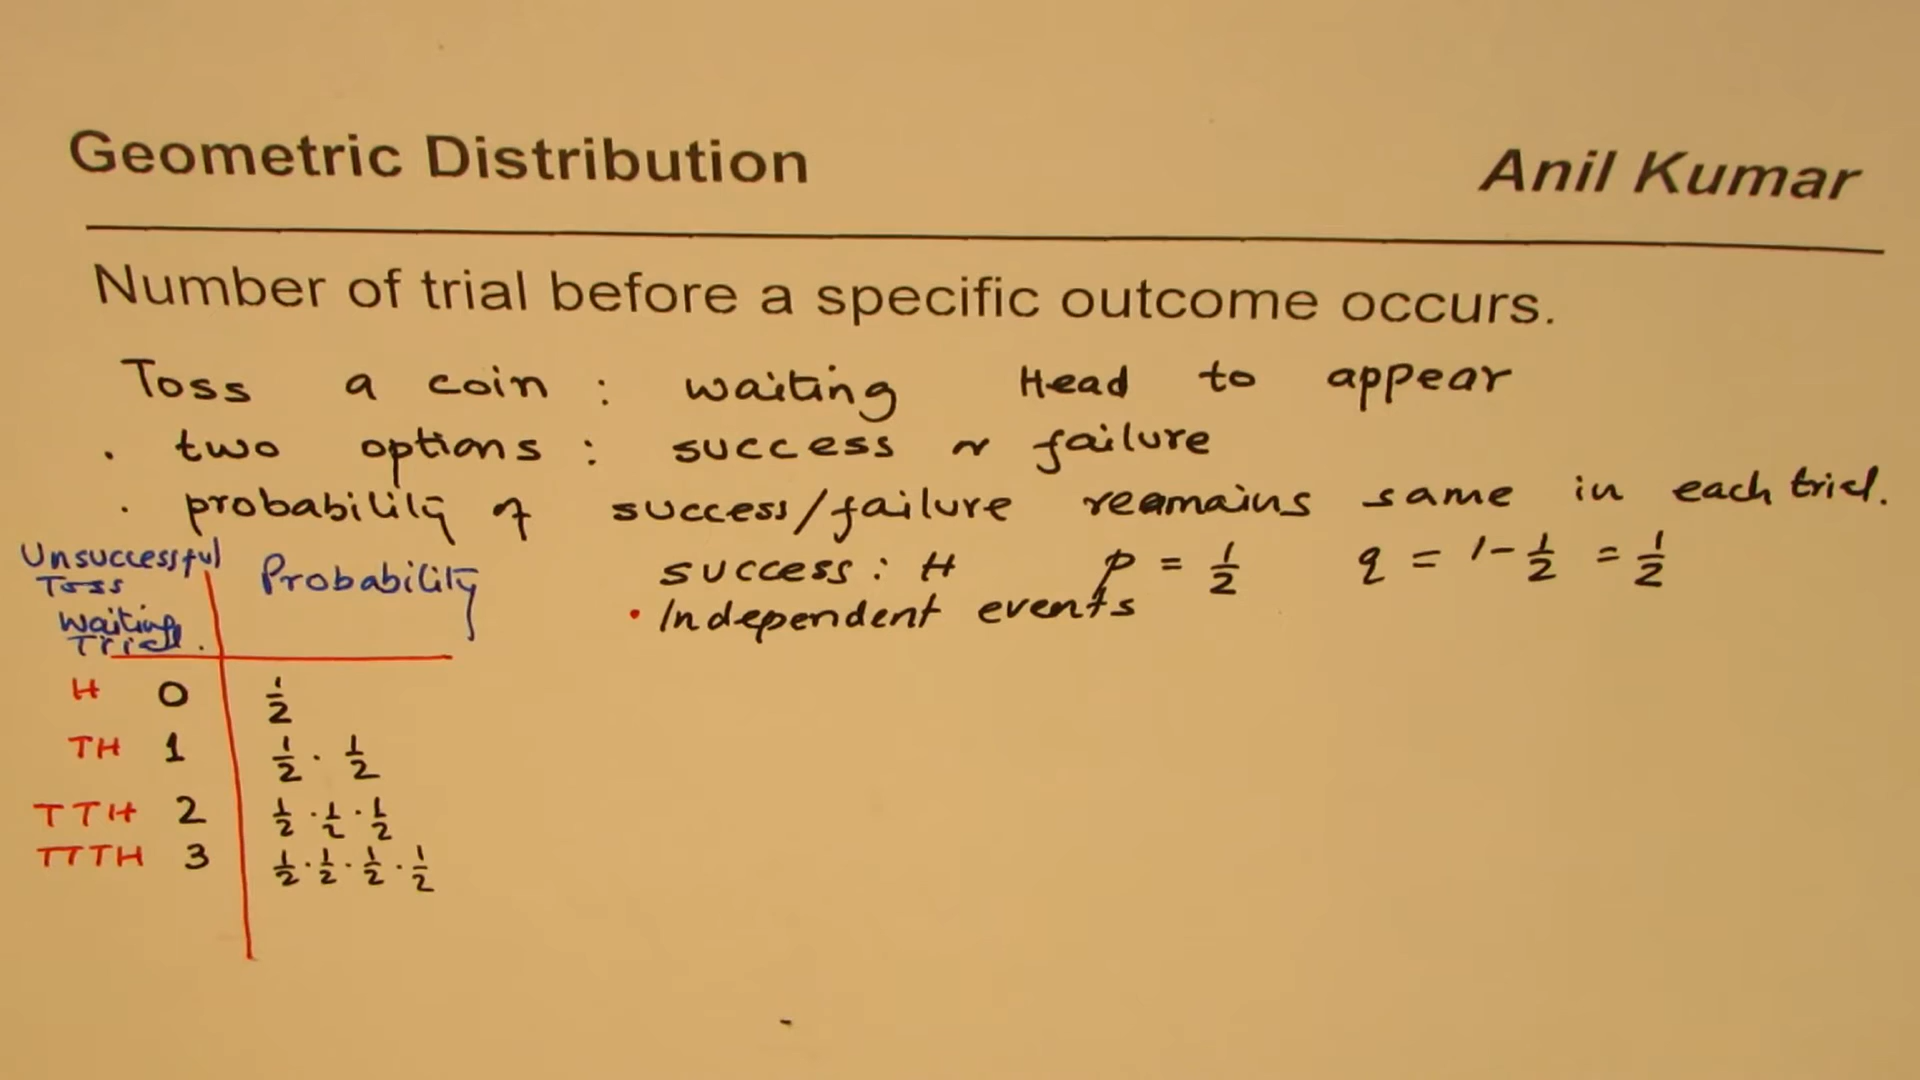 Geometric Distribution
Anil Kumar
Number of trial before a specific outcome occurs.
Toss a coin : waiting Head to appear
. two options : success or failure
. probability of success/failure reamains same in each trial.
success : H p = 1/2 q = 1 - 1/2 = 1/2
• Independent events
Unsuccessful
Toss
Waiting
Trial.
Probability
H 0 1/2
TH 1 1/2 · 1/2
TTH 2 1/2 · 1/2 · 1/2
TTTH 3 1/2 · 1/2 · 1/2 · 1/2